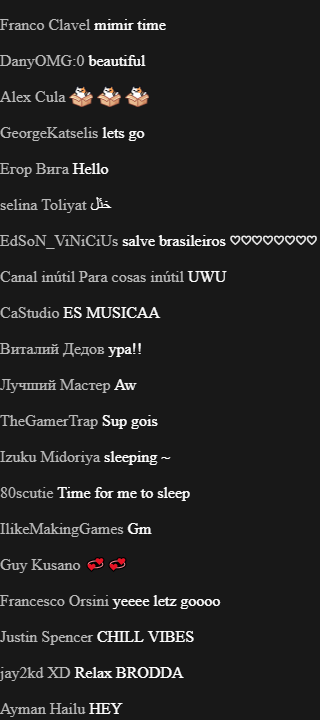 Franco Clavel mimir time
DanyOMG:0 beautiful
Alex Cula
GeorgeKatselis lets go
Егор Вига Hello
selina Toliyat
EdSoN_ViNiCiUs salve brasileiros ♡♡♡♡♡♡♡♡
Canal inútil Para cosas inútil UWU
CaStudio ES MUSICAA
Виталий Дедов ура!!
Лучший Мастер Aw
TheGamerTrap Sup gois
Izuku Midoriya sleeping ~
80scutie Time for me to sleep
IlikeMakingGames Gm
Guy Kusano 💞 💞
Francesco Orsini yeeee letz goooo
Justin Spencer CHILL VIBES
jay2kd XD Relax BRODDA
Ayman Hailu HEY